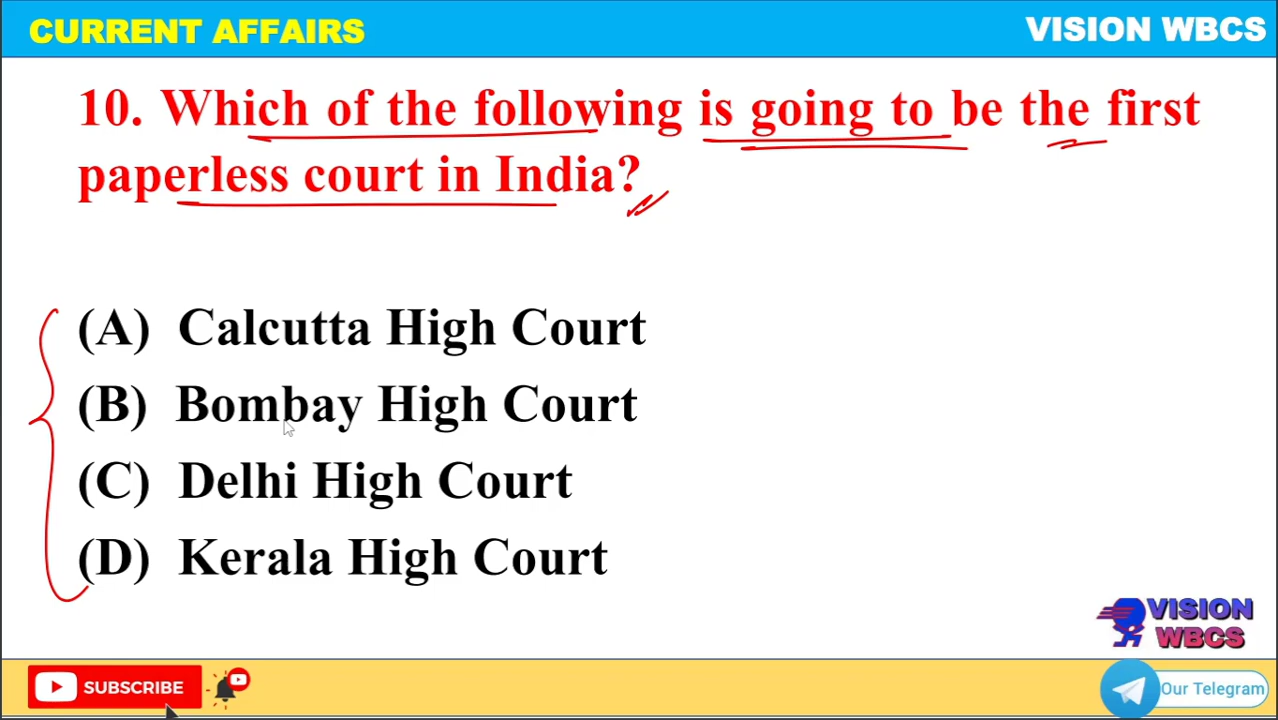 CURRENT AFFAIRS
VISION WBCS
10. Which of the following is going to be the first
paperless court in India?
(A) Calcutta High Court
(B) Bombay High Court
(C) Delhi High Court
(D) Kerala High Court
VISION
WBCS
SUBSCRIBE
Our Telegram